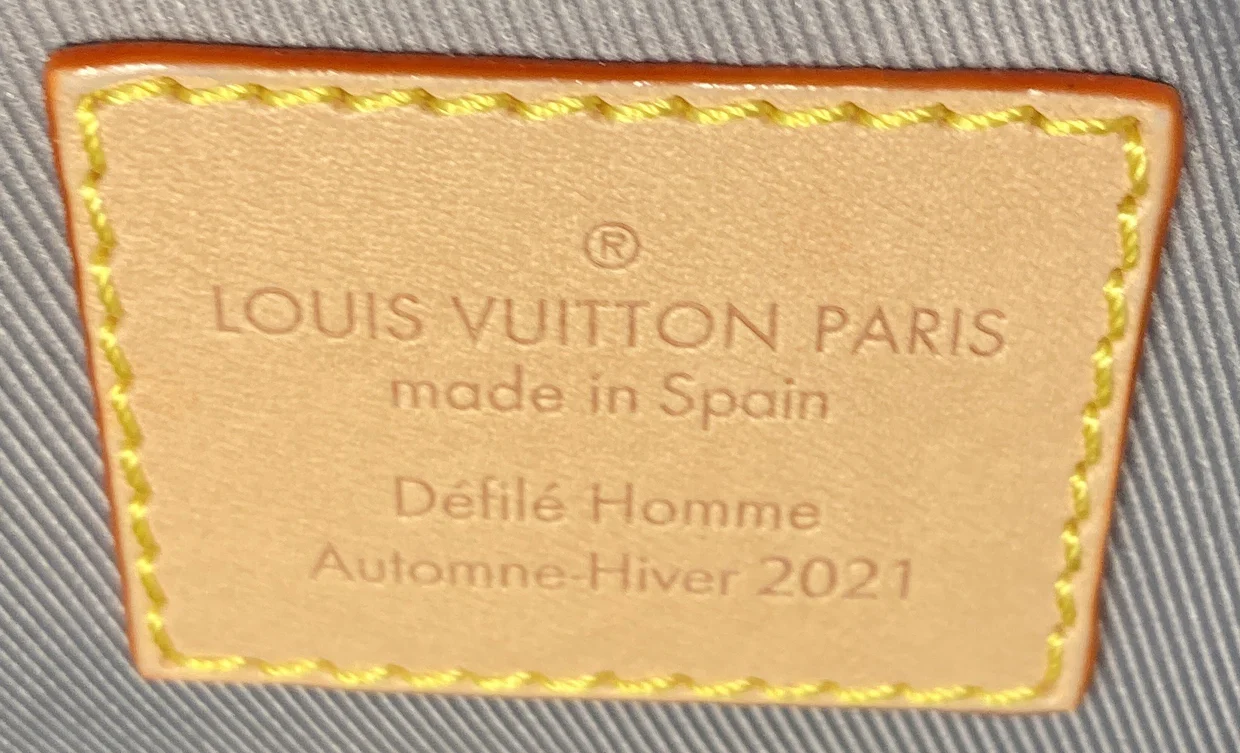 ®
LOUIS VUITTON PARIS
made in Spain
Défilé Homme
Automne-Hiver 2021